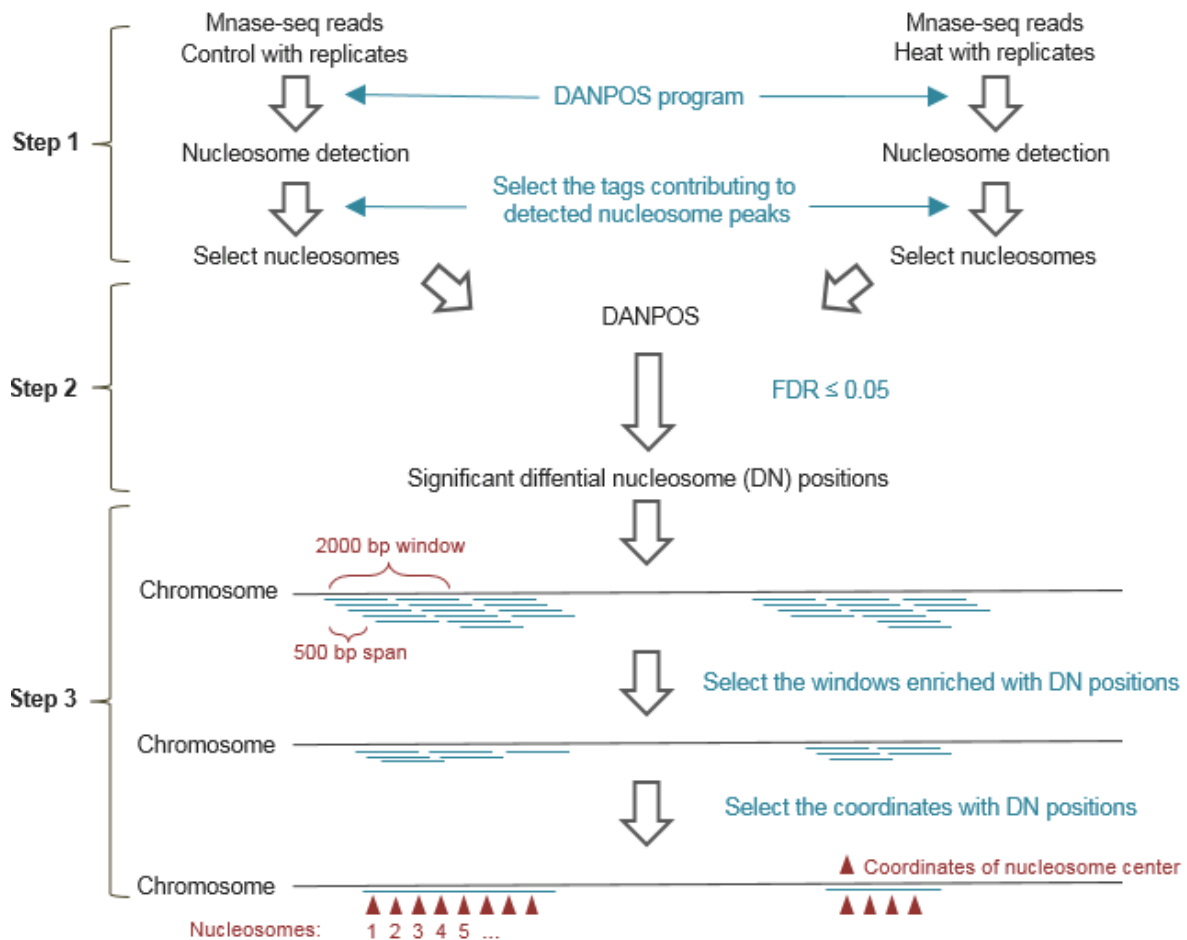 Mnase-seq reads
Control with replicates
Mnase-seq reads
Heat with replicates
DANPOS program
Step 1
Nucleosome detection
Nucleosome detection
Select the tags contributing to
detected nucleosome peaks
Select nucleosomes
Select nucleosomes
DANPOS
Step 2
FDR ≤ 0.05
Significant diffential nucleosome (DN) positions
2000 bp window
Chromosome
500 bp span
Select the windows enriched with DN positions
Step 3
Chromosome
Select the coordinates with DN positions
Coordinates of nucleosome center
Chromosome
Nucleosomes: 1 2 3 4 5 ...